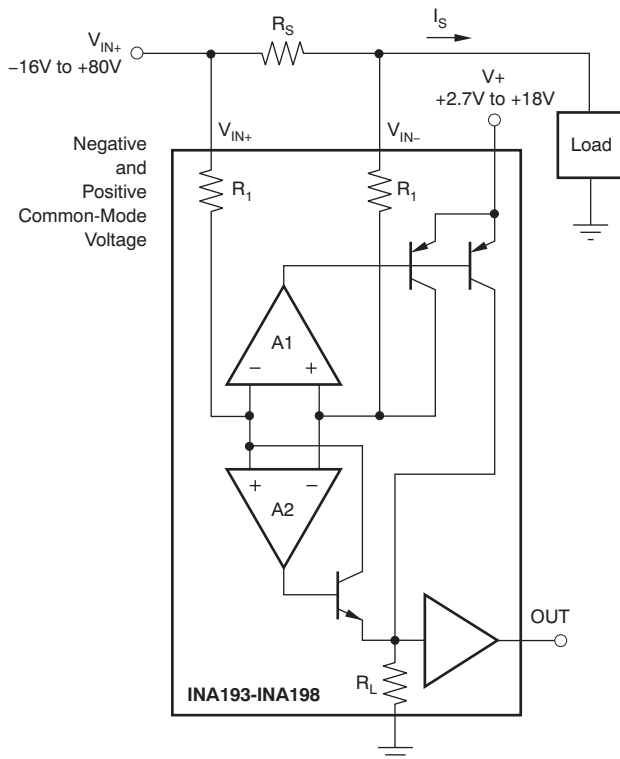 R_S
I_S
V_IN+
−16V to +80V
V+
+2.7V to +18V
Load
V_IN+
V_IN−
Negative
and
Positive
Common-Mode
Voltage
R_1
R_1
A1
− +
+ −
A2
OUT
R_L
INA193-INA198